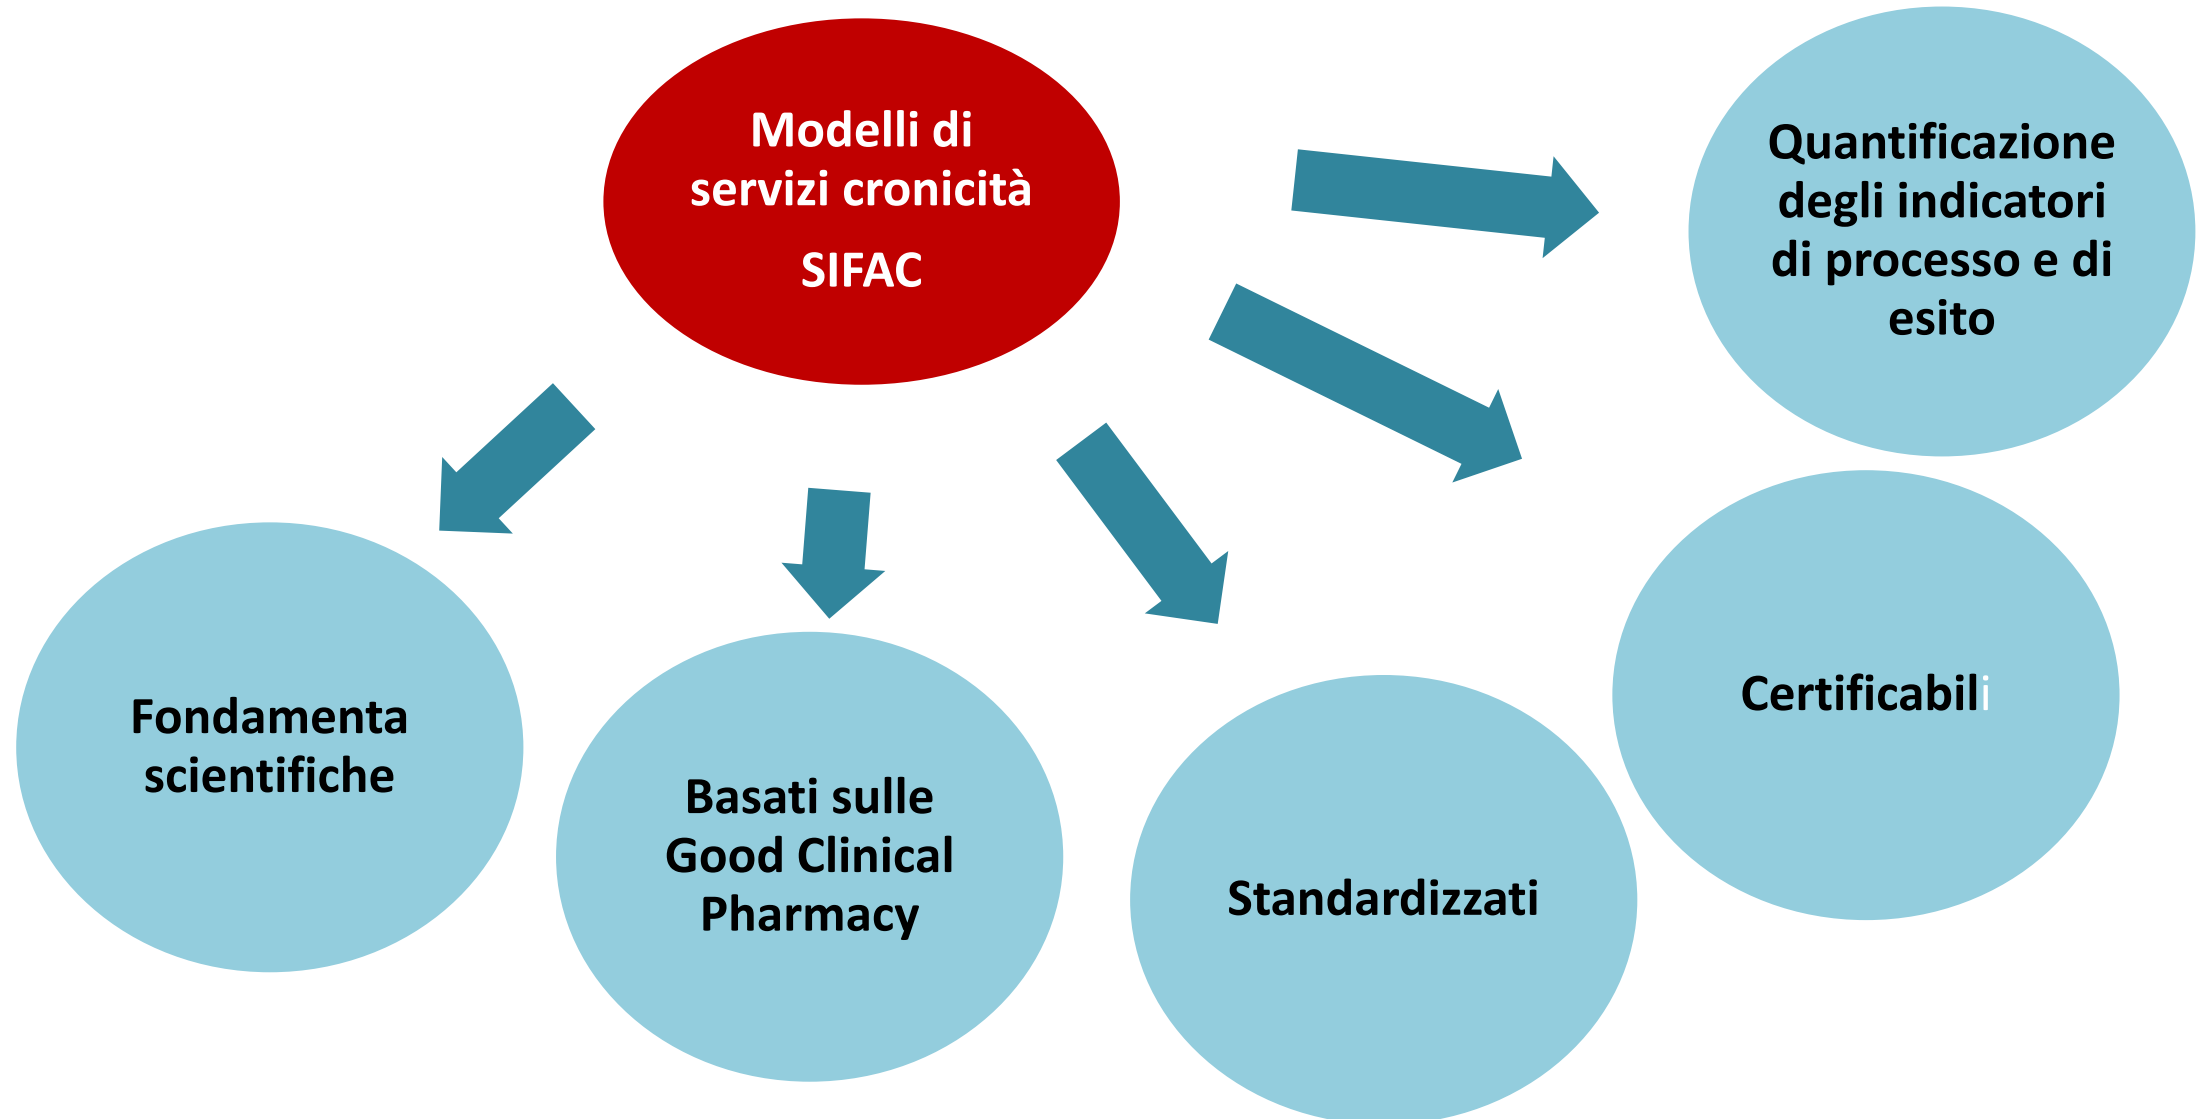 Modelli di
servizi cronicità
SIFAC
Quantificazione
degli indicatori
di processo e di
esito
Certificabili
Fondamenta
scientifiche
Basati sulle
Good Clinical
Pharmacy
Standardizzati